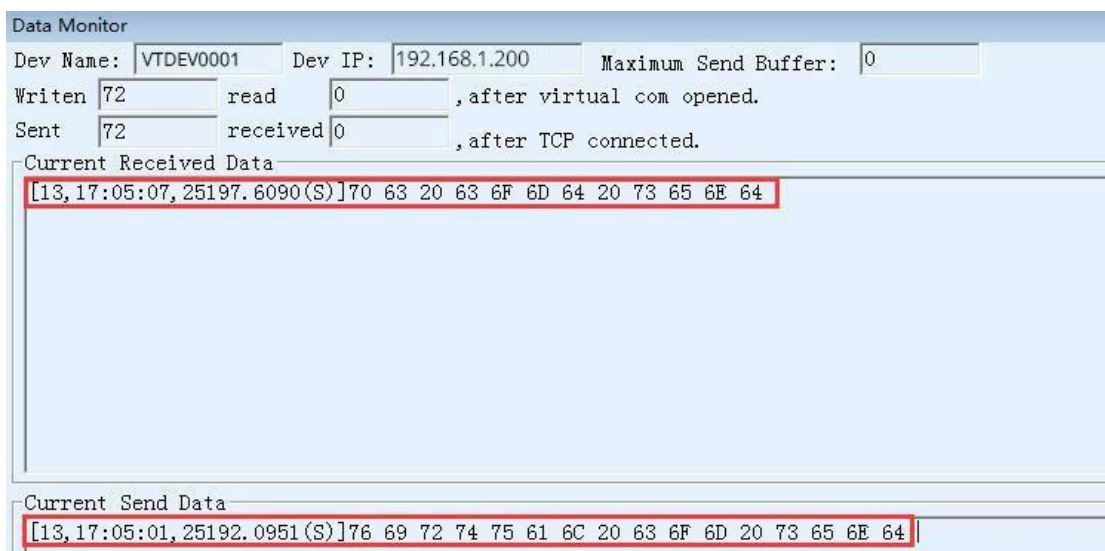 Data Monitor
Dev Name: VTDEV0001 Dev IP: 192.168.1.200 Maximum Send Buffer: 0
Writen 72 read 0 ,after virtual com opened.
Sent 72 received 0 ,after TCP connected.
Current Received Data
[13,17:05:07,25197.6090(S)]70 63 20 63 6F 6D 64 20 73 65 6E 64
Current Send Data
[13,17:05:01,25192.0951(S)]76 69 72 74 75 61 6C 20 63 6F 6D 20 73 65 6E 64